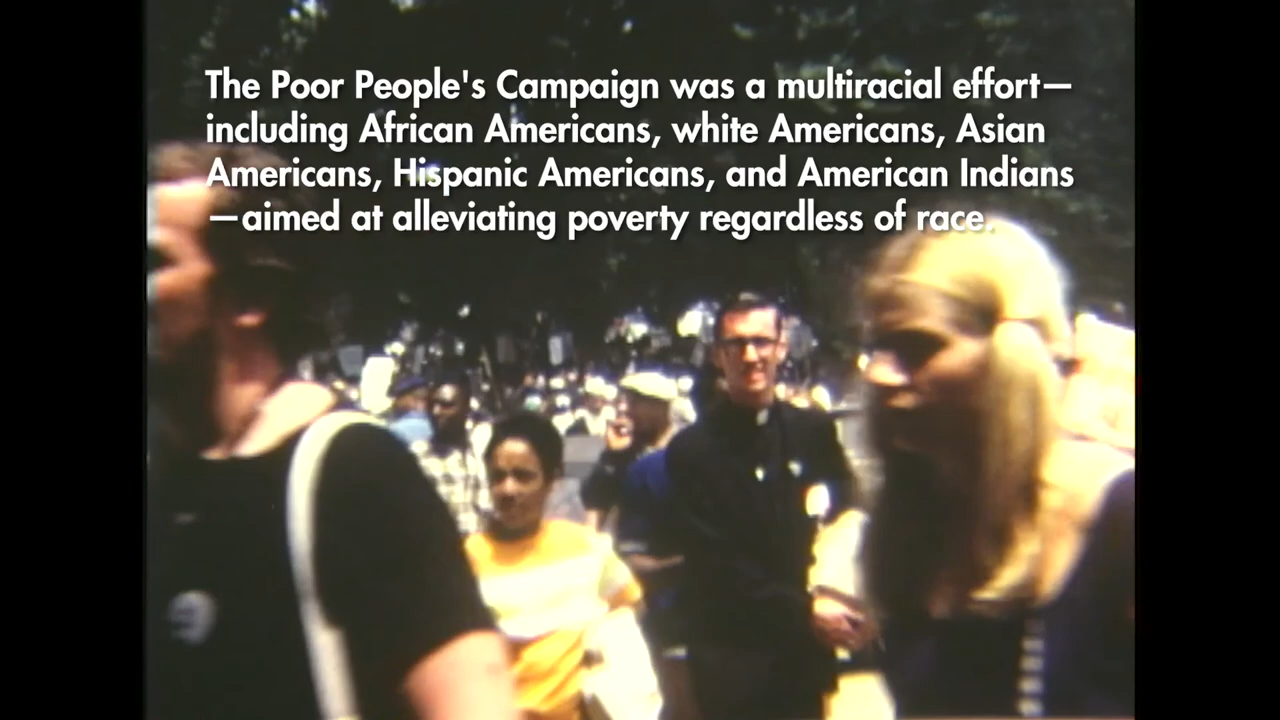 The Poor People's Campaign was a multiracial effort—
including African Americans, white Americans, Asian
Americans, Hispanic Americans, and American Indians
—aimed at alleviating poverty regardless of race.